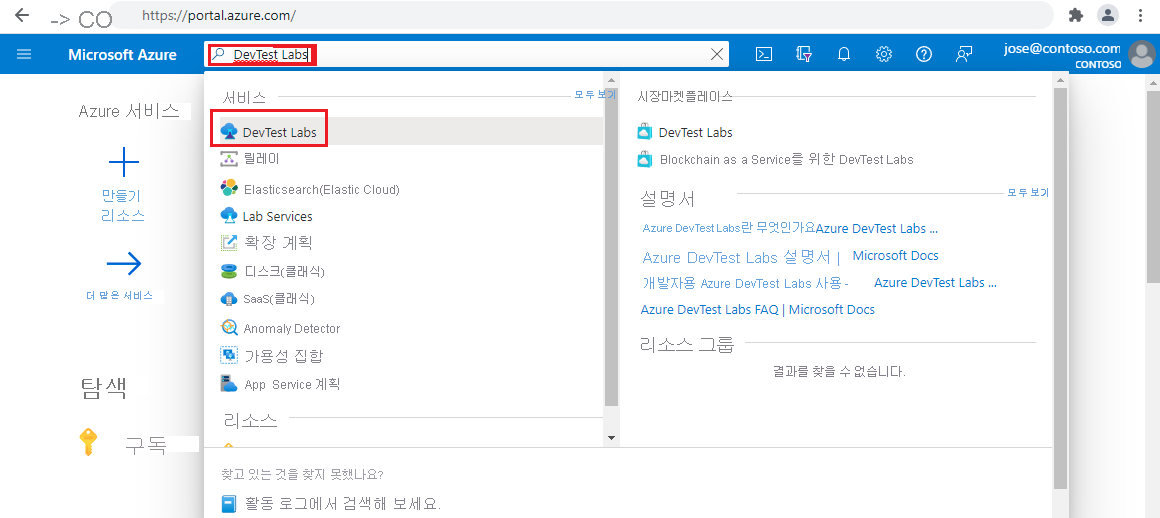 -> CO
https://portal.azure.com/
Microsoft Azure
DevTest Labs
jose@contoso.com
CONTOSO
Azure 서비스
만들기
리소스
더 많은 서비스
탐색
구독
서비스
모두 보기
DevTest Labs
릴레이
Elasticsearch(Elastic Cloud)
Lab Services
확장 계획
디스크(클래식)
SaaS(클래식)
Anomaly Detector
가용성 집합
App Service 계획
리소스
시장마켓플레이스
DevTest Labs
Blockchain as a Service를 위한 DevTest Labs
설명서
모두 보기
Azure DevTest Labs란 무엇인가요Azure DevTest Labs ...
Azure DevTest Labs 설명서 | Microsoft Docs
개발자용 Azure DevTest Labs 사용- Azure DevTest Labs ...
Azure DevTest Labs FAQ | Microsoft Docs
리소스 그룹
결과를 찾을 수 없습니다.
찾고 있는 것을 찾지 못했나요?
활동 로그에서 검색해 보세요.